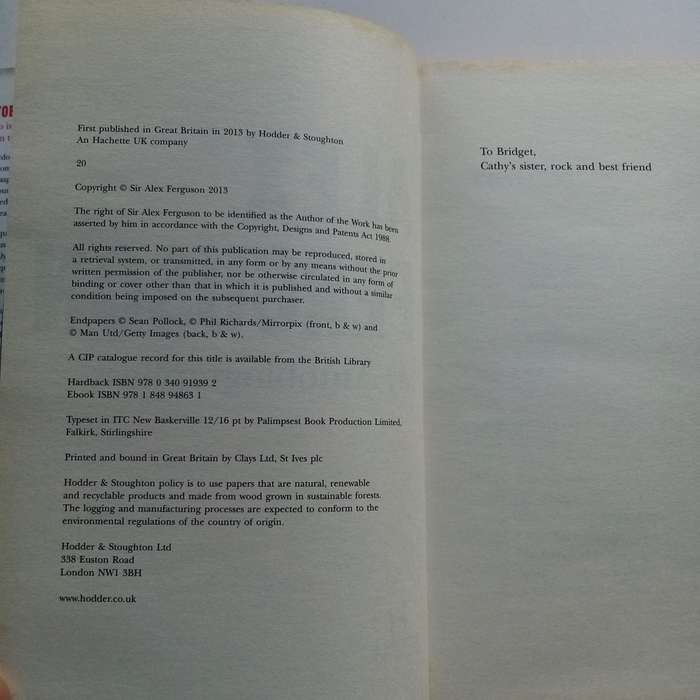 First published in Great Britain in 2013 by Hodder & Stoughton
An Hachette UK company
20
Copyright © Sir Alex Ferguson 2013
The right of Sir Alex Ferguson to be identified as the Author of the Work has been
asserted by him in accordance with the Copyright, Designs and Patents Act 1988.
All rights reserved. No part of this publication may be reproduced, stored in
a retrieval system, or transmitted, in any form or by any means without the prior
written permission of the publisher, nor be otherwise circulated in any form of
binding or cover other than that in which it is published and without a similar
condition being imposed on the subsequent purchaser.
Endpapers © Sean Pollock, © Phil Richards/Mirrorpix (front, b & w) and
© Man Utd/Getty Images (back, b & w).
A CIP catalogue record for this title is available from the British Library
Hardback ISBN 978 0 340 91939 2
Ebook ISBN 978 1 848 94863 1
Typeset in ITC New Baskerville 12/16 pt by Palimpsest Book Production Limited,
Falkirk, Stirlingshire
Printed and bound in Great Britain by Clays Ltd, St Ives plc
Hodder & Stoughton policy is to use papers that are natural, renewable
and recyclable products and made from wood grown in sustainable forests.
The logging and manufacturing processes are expected to conform to the
environmental regulations of the country of origin.
Hodder & Stoughton Ltd
338 Euston Road
London NW1 3BH
www.hodder.co.uk
To Bridget,
Cathy's sister, rock and best friend